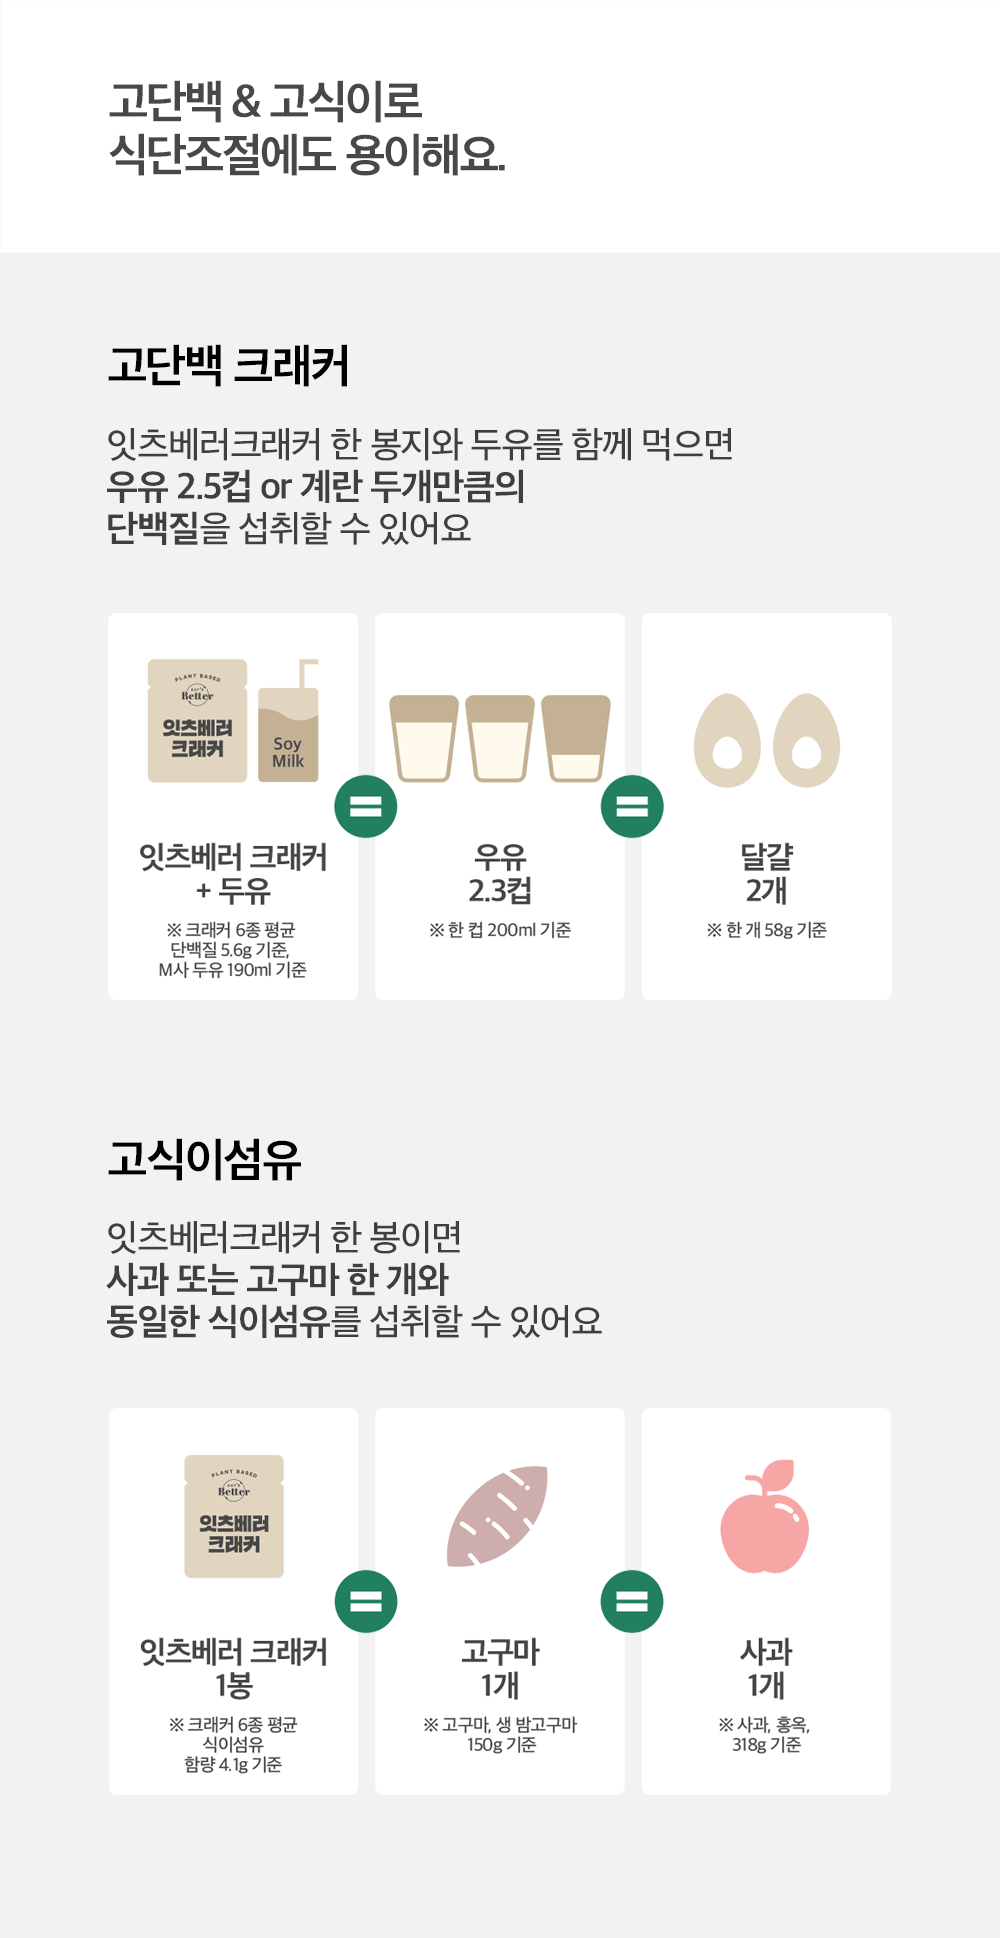 고단백 & 고식이로
식단조절에도 용이해요.
고단백 크래커
잇츠베러크래커 한 봉지와 두유를 함께 먹으면
우유 2.5컵 or 계란 두개만큼의
단백질을 섭취할 수 있어요
PLANT BASED
EAT'S
Better
잇츠베러
크래커
Soy
Milk
잇츠베러 크래커
+ 두유
※ 크래커 6종 평균
단백질 5.6g 기준,
M사 두유 190ml 기준
우유
2.3컵
※ 한 컵 200ml 기준
달걀
2개
※ 한 개 58g 기준
고식이섬유
잇츠베러크래커 한 봉이면
사과 또는 고구마 한 개와
동일한 식이섬유를 섭취할 수 있어요
PLANT BASED
EAT'S
Better
잇츠베러
크래커
잇츠베러 크래커
1봉
※ 크래커 6종 평균
식이섬유
함량 4.1g 기준
고구마
1개
※ 고구마, 생 밤고구마
150g 기준
사과
1개
※ 사과, 홍옥,
318g 기준